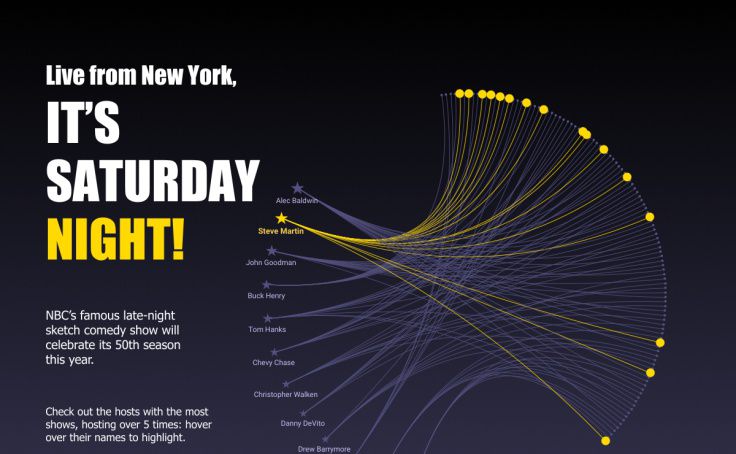 Live from New York,
IT’S
SATURDAY
NIGHT!
NBC’s famous late-night
sketch comedy show will
celebrate its 50th season
this year.
Check out the hosts with the most
shows, hosting over 5 times: hover
over their names to highlight.
Alec Baldwin
Steve Martin
John Goodman
Buck Henry
Tom Hanks
Chevy Chase
Christopher Walken
Danny DeVito
Drew Barrymore